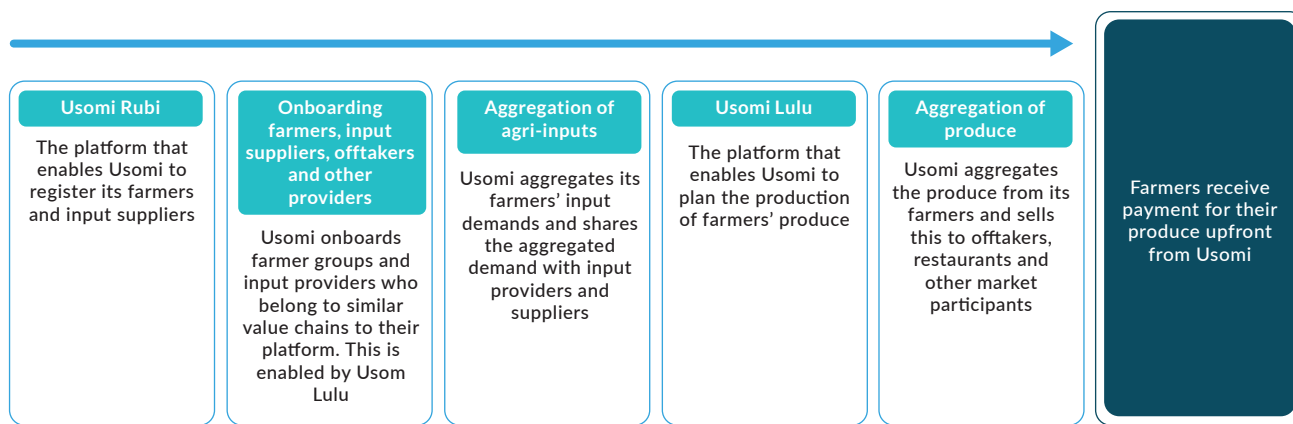 Usomi Rubi
The platform that
enables Usomi to
register its farmers
and input suppliers
Onboarding
farmers, input
suppliers, offtakers
and other
providers
Usomi onboards
farmer groups and
input providers who
belong to similar
value chains to their
platform. This is
enabled by Usom
Lulu
Aggregation of
agri-inputs
Usomi aggregates its
farmers’ input
demands and shares
the aggregated
demand with input
providers and
suppliers
Usomi Lulu
The platform that
enables Usomi to
plan the production
of farmers’ produce
Aggregation of
produce
Usomi aggregates
the produce from its
farmers and sells
this to offtakers,
restaurants and
other market
participants
Farmers receive
payment for their
produce upfront
from Usomi